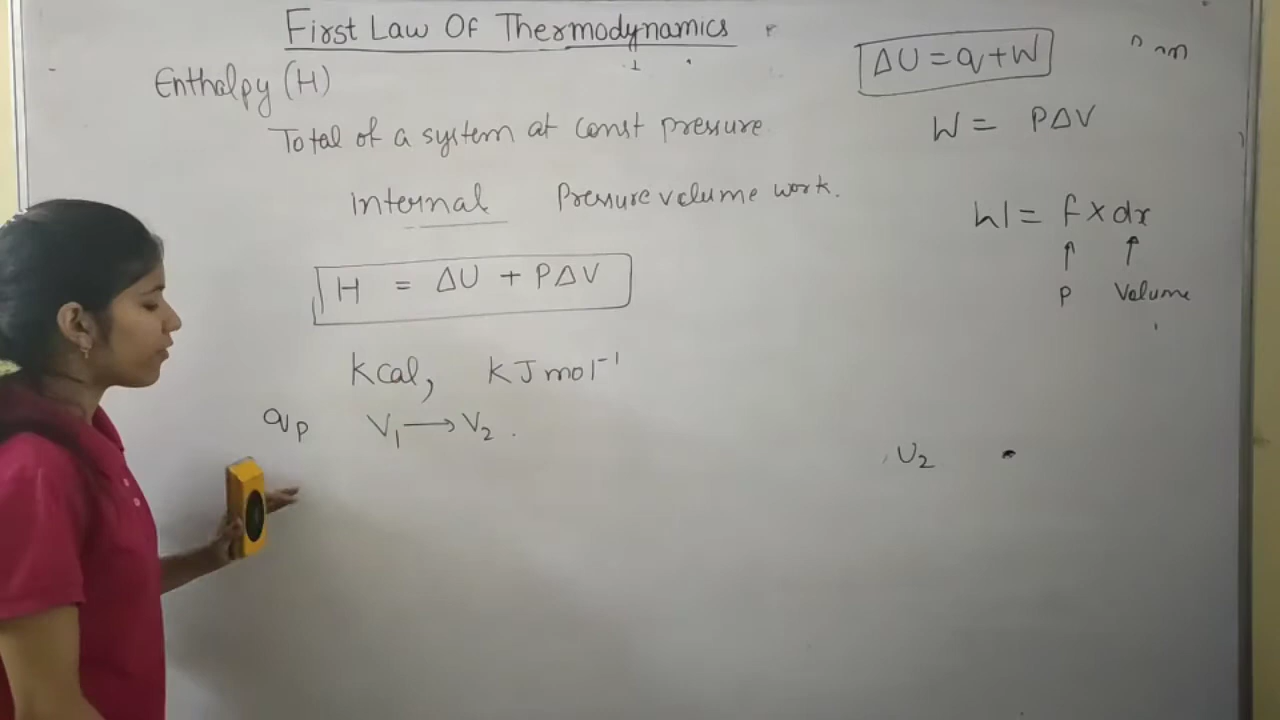 First Law Of Thermodynamics
Enthalpy (H)
Total of a system at const pressure
Internal Pressure volume work.
H = ΔU + PΔV
kcal, kJ mol⁻¹
qp V₁ ⟶ V₂ .
ΔU = q + W
W = PΔV
W = f × dx
↑ ↑
P Volume
U₂